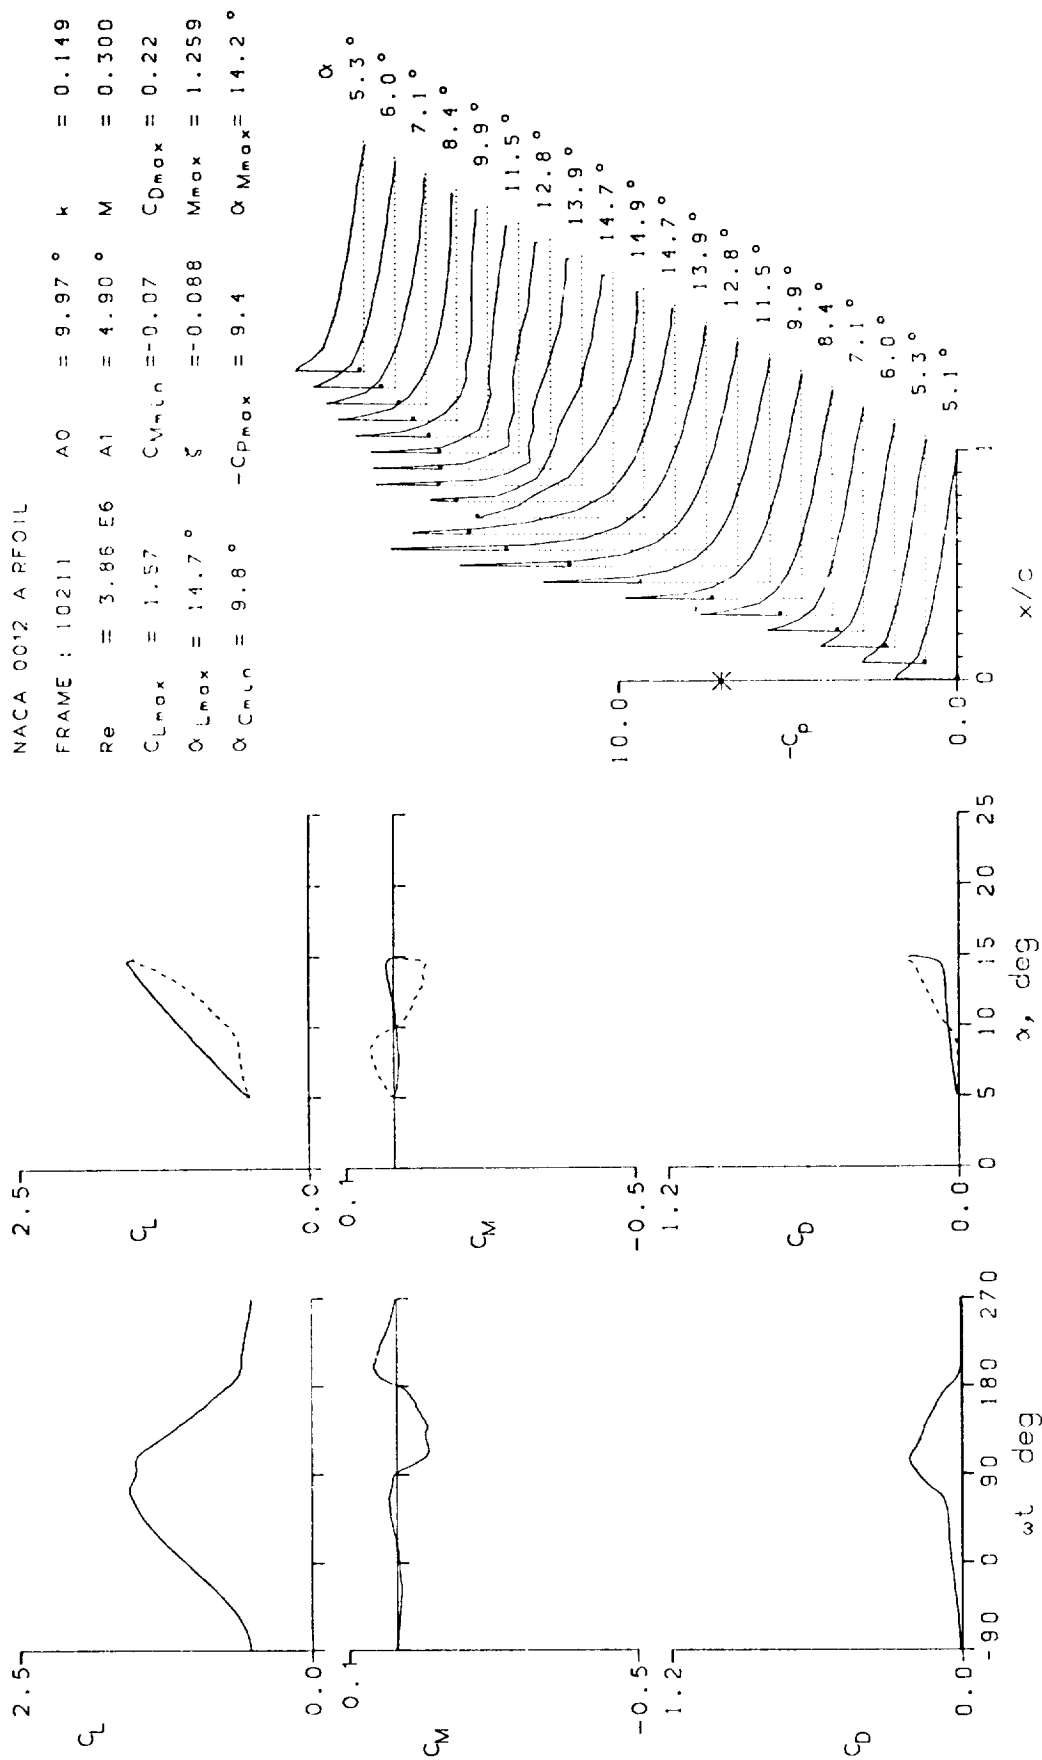 NACA 0012 AIRFOIL
FRAME : 10211 A0 = 9.97° k = 0.149
Re = 3.86 E6 A1 = 4.90° M = 0.300
CLmax = 1.57 CMmin =-0.07 CDmax = 0.22
αLmax = 14.7° ζ =-0.088 Mmax = 1.259
αCmin = 9.8° -CPmax = 9.4 αMmax= 14.2°
2.5
CL
0.0
0.1
CM
-0.5
1.2
CD
0.0
-90 0 90 180 270
ωt deg
2.5
CL
0.0
0.1
CM
-0.5
1.2
CD
0.0
0 5 10 15 20 25
α, deg
10.0
-Cp
0.0
0 1
x/c
α
5.3°
6.0°
7.1°
8.4°
9.9°
11.5°
12.8°
13.9°
14.7°
14.9°
14.7°
13.9°
12.8°
11.5°
9.9°
8.4°
7.1°
6.0°
5.3°
5.1°